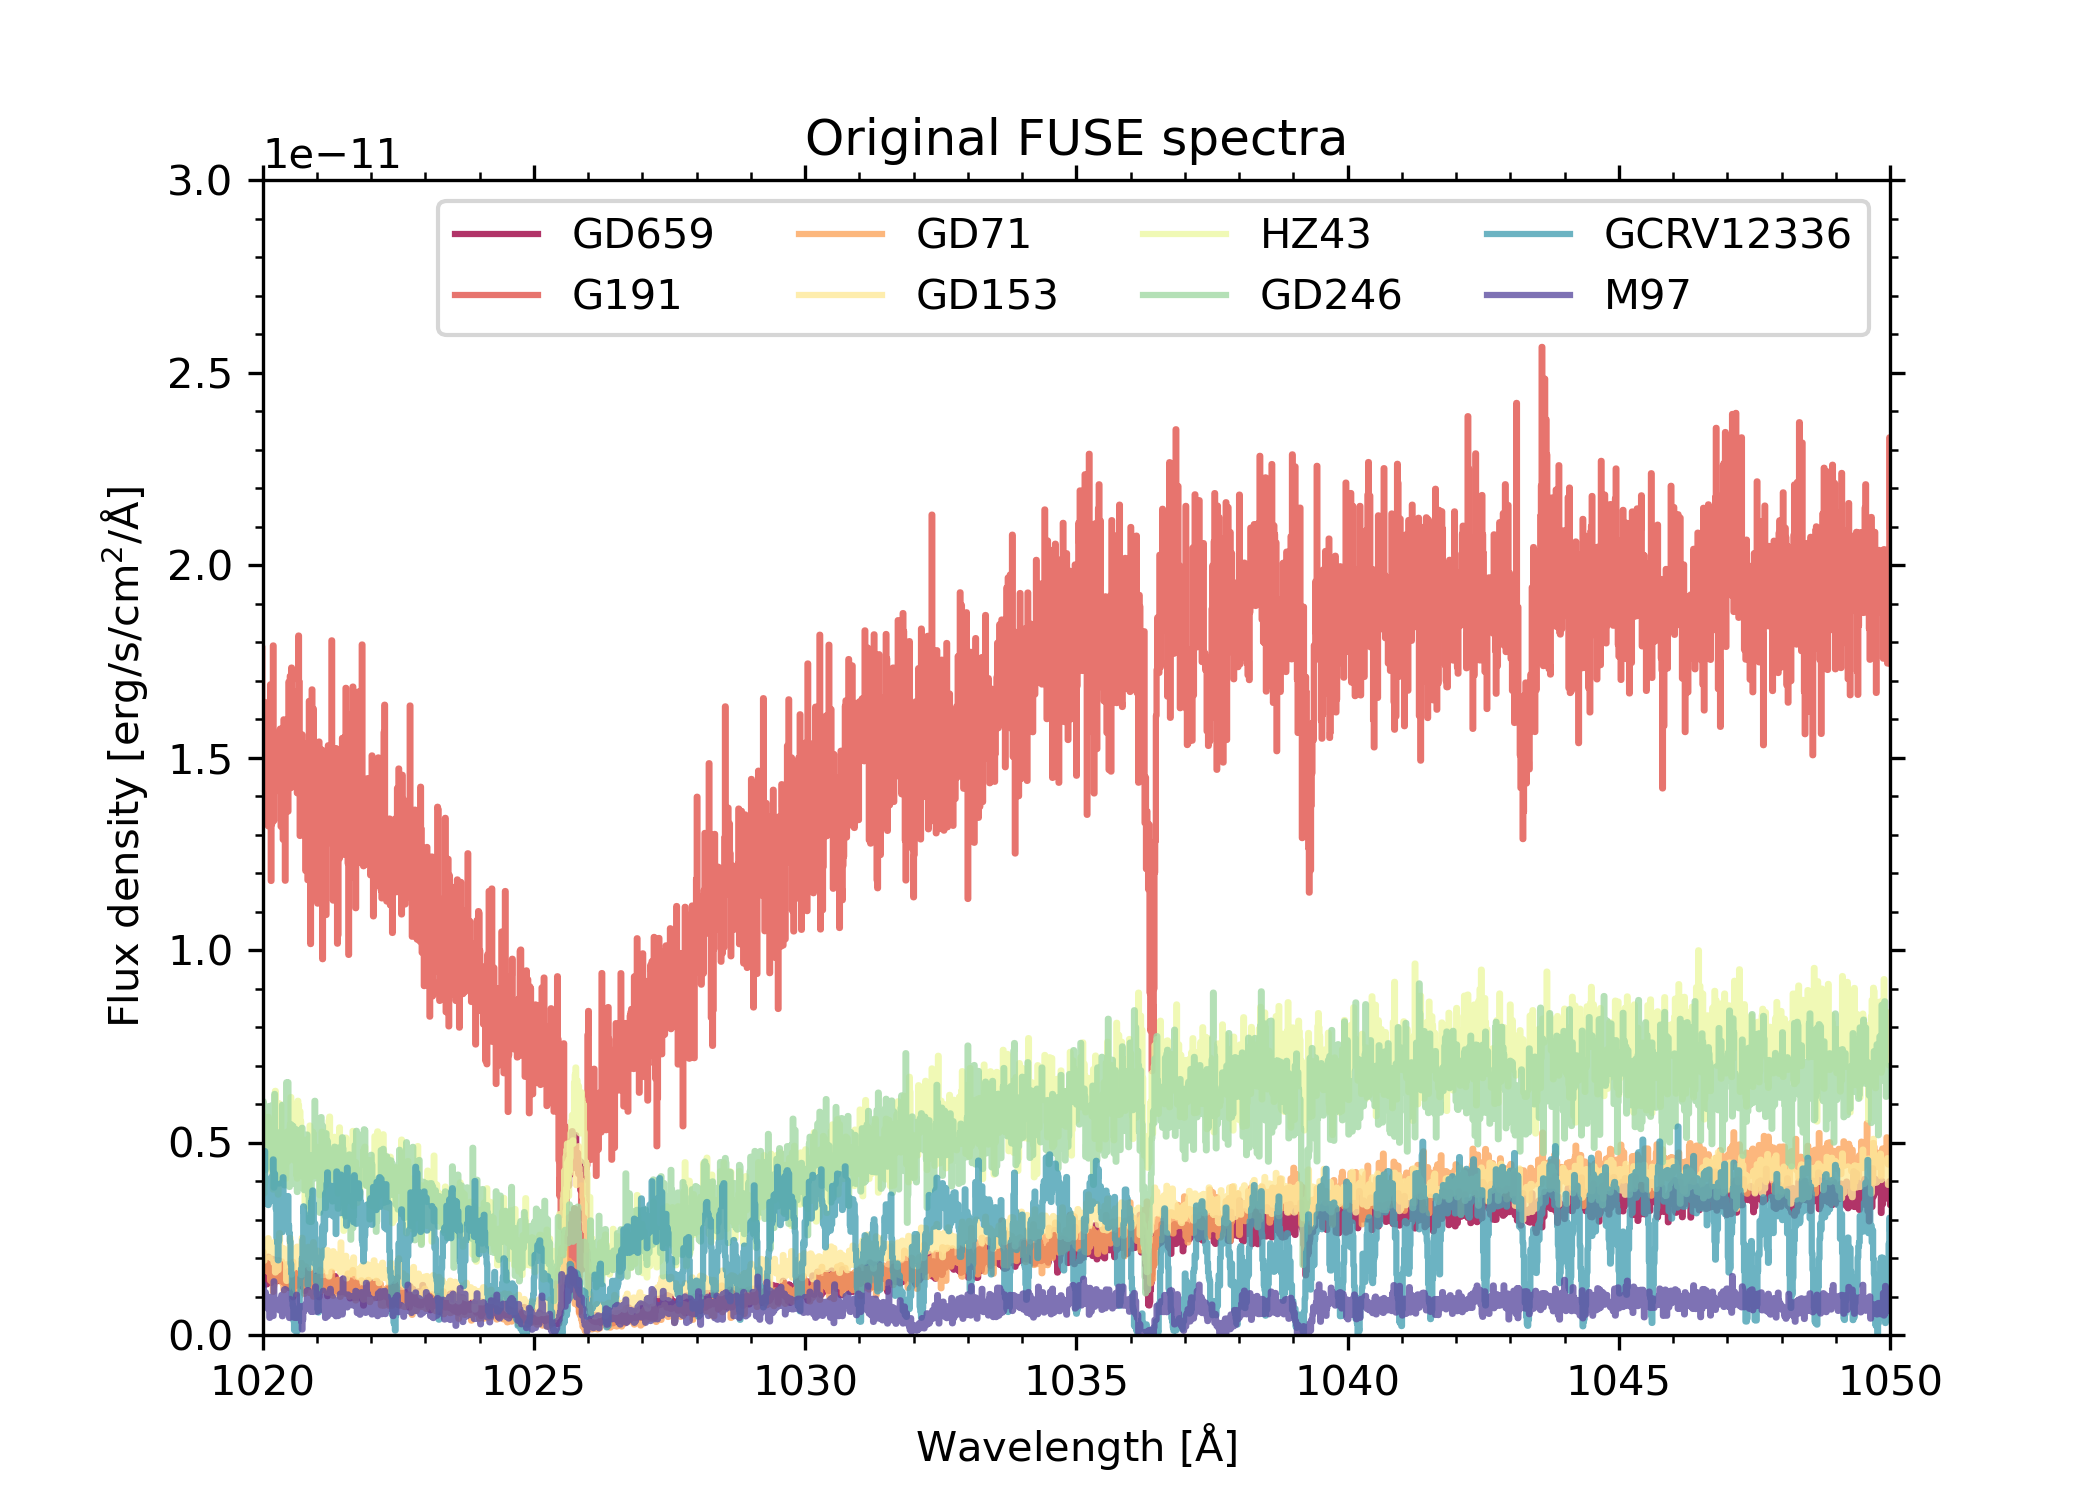 Original FUSE spectra
1e−11
3.0
2.5
2.0
1.5
1.0
0.5
0.0
Flux density [erg/s/cm²/Å]
GD659 GD71 HZ43 GCRV12336
G191 GD153 GD246 M97
1020 1025 1030 1035 1040 1045 1050
Wavelength [Å]